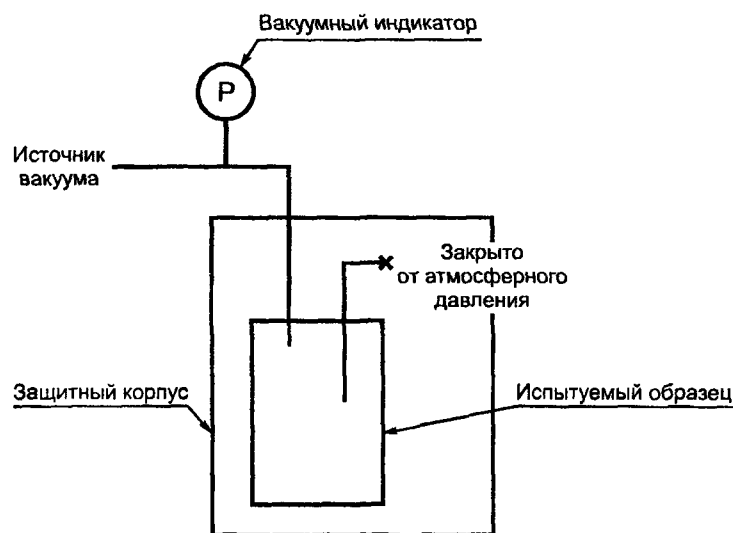 Вакуумный индикатор
P
Источник
вакуума
Закрыто
от атмосферного
давления
Защитный корпус
Испытуемый образец